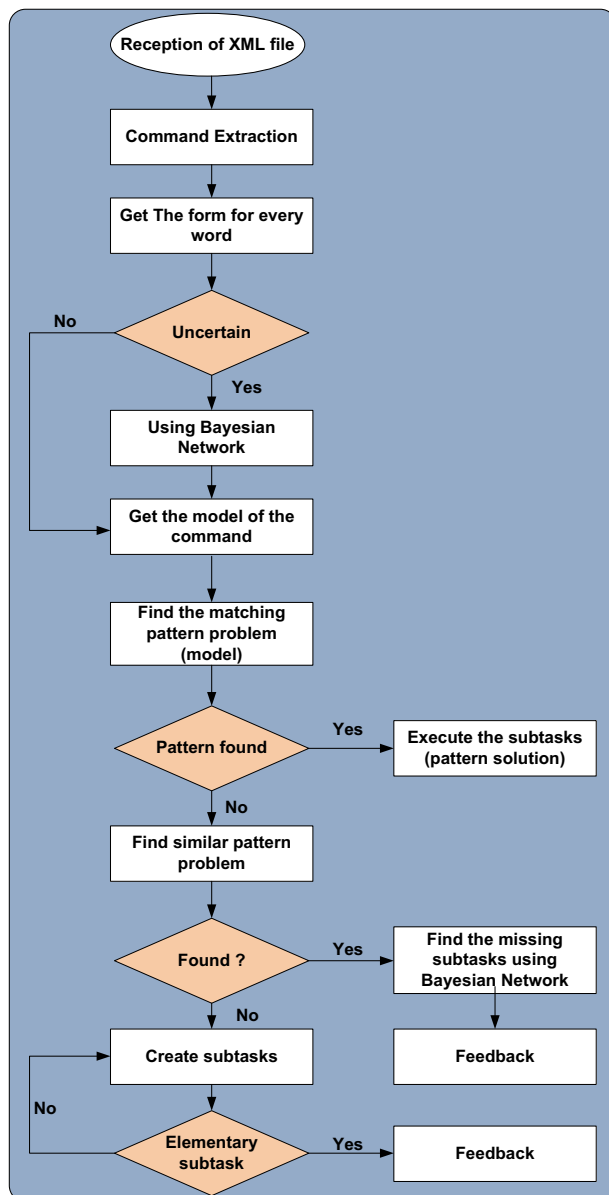 Reception of XML file
Command Extraction
Get The form for every
word
No
Uncertain
Yes
Using Bayesian
Network
Get the model of the
command
Find the matching
pattern problem
(model)
Pattern found
Yes
Execute the subtasks
(pattern solution)
No
Find similar pattern
problem
Found ?
Yes
Find the missing
subtasks using
Bayesian Network
No
Create subtasks
Feedback
No
Elementary
subtask
Yes
Feedback